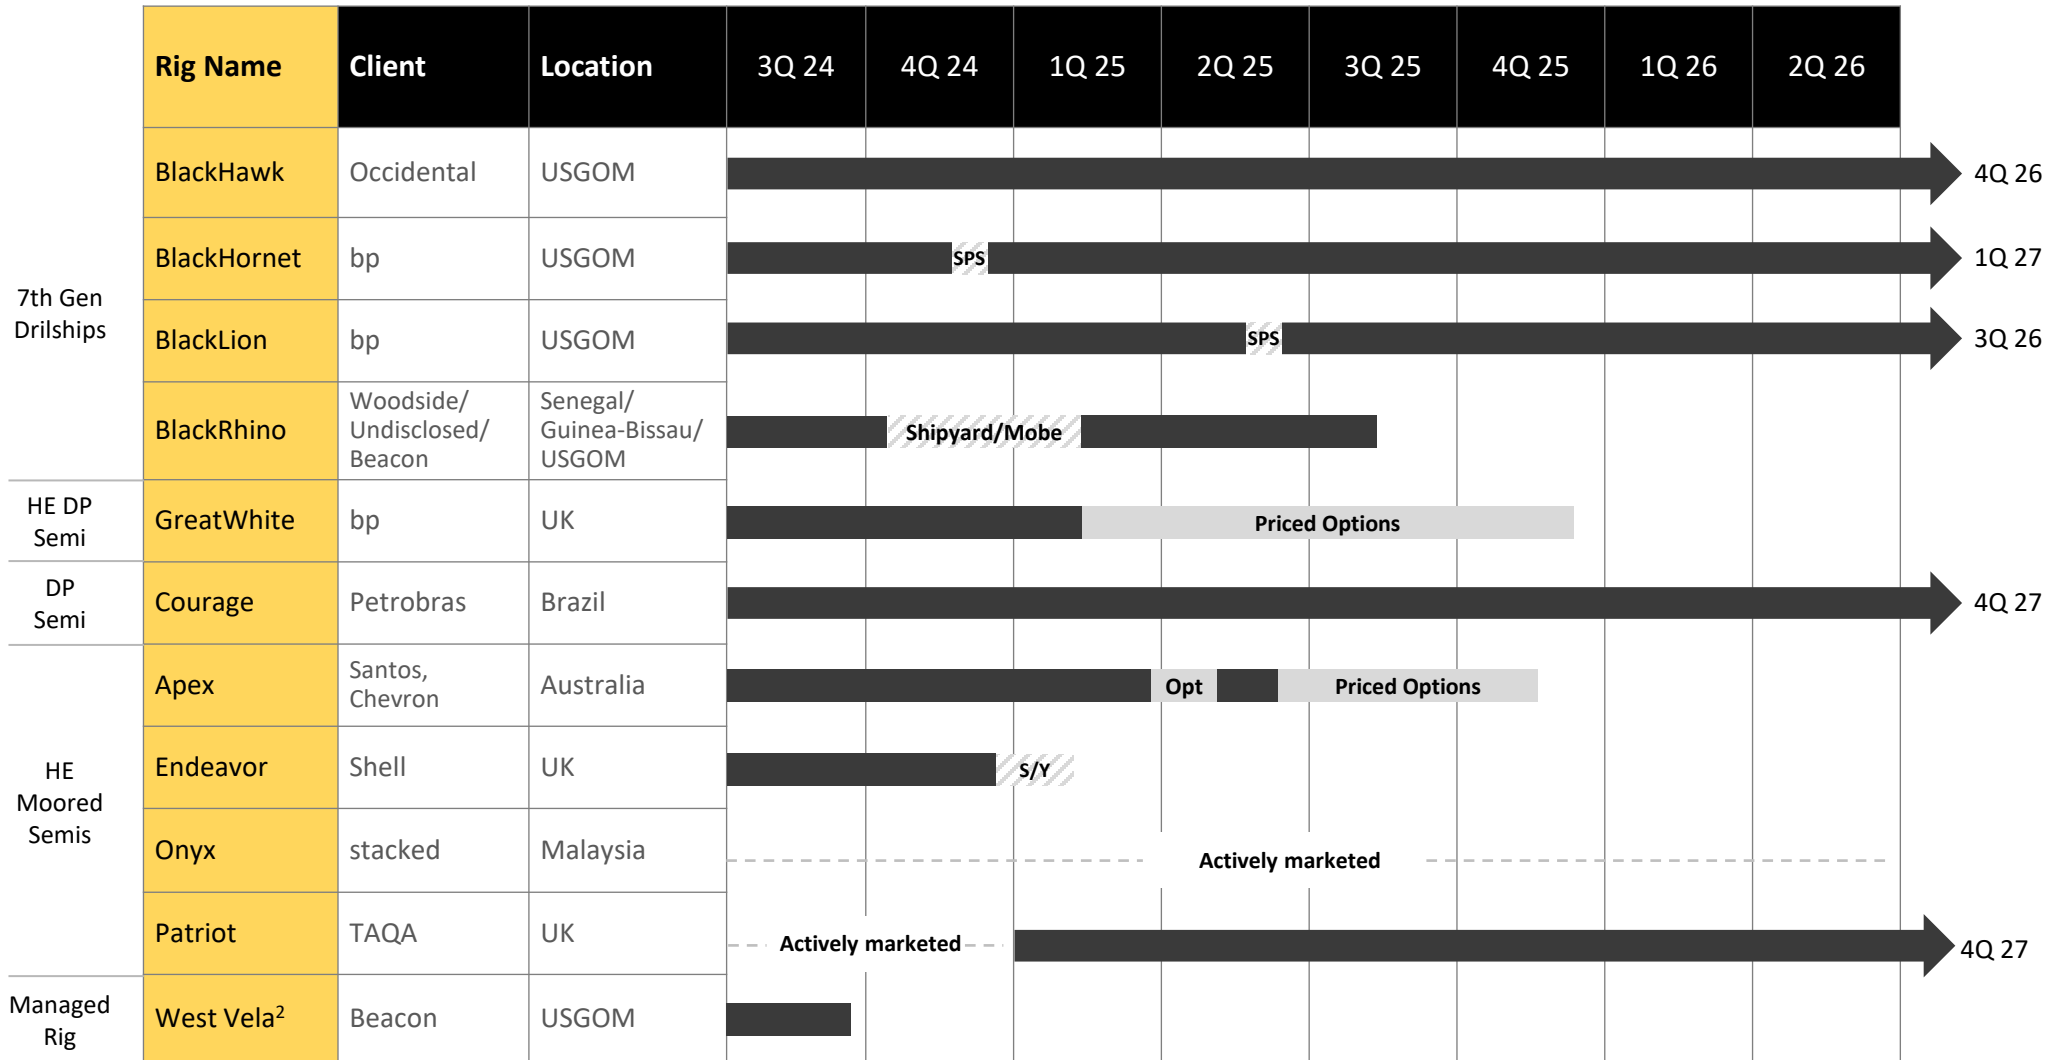 Rig Name Client Location 3Q 24 4Q 24 1Q 25 2Q 25 3Q 25 4Q 25 1Q 26 2Q 26
7th Gen
Drilships
BlackHawk Occidental USGOM 4Q 26
BlackHornet bp USGOM SPS 1Q 27
BlackLion bp USGOM SPS 3Q 26
BlackRhino
Woodside/
Undisclosed/
Beacon
Senegal/
Guinea-Bissau/
USGOM
Shipyard/Mobe
HE DP
Semi
GreatWhite bp UK Priced Options
DP
Semi
Courage Petrobras Brazil 4Q 27
HE
Moored
Semis
Apex
Santos,
Chevron
Australia Opt Priced Options
Endeavor Shell UK S/Y
Onyx stacked Malaysia Actively marketed
Patriot TAQA UK Actively marketed 4Q 27
Managed
Rig
West Vela² Beacon USGOM